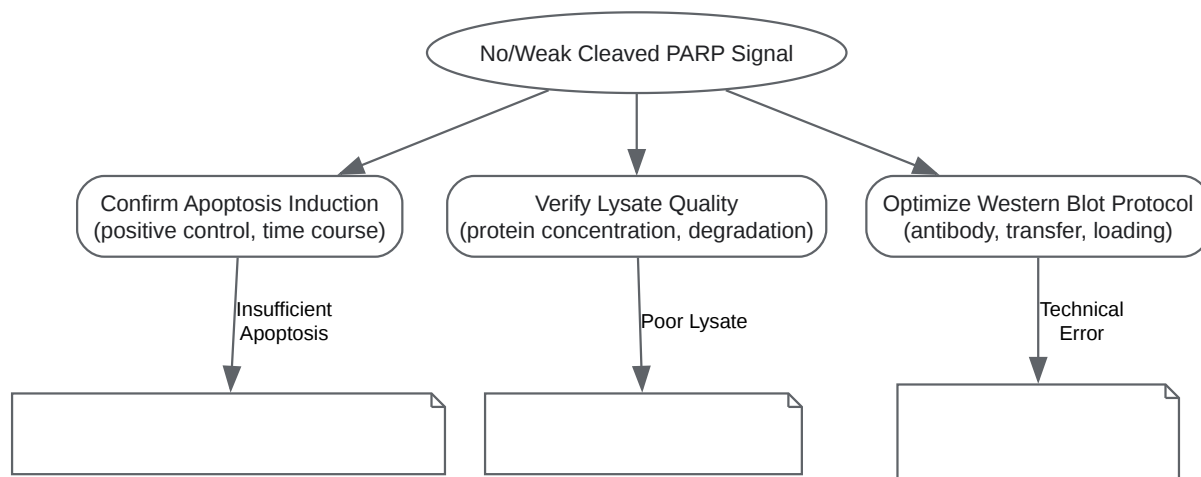 No/Weak Cleaved PARP Signal
Confirm Apoptosis Induction
(positive control, time course)
Verify Lysate Quality
(protein concentration, degradation)
Optimize Western Blot Protocol
(antibody, transfer, loading)
Insufficient
Apoptosis
Poor Lysate
Technical
Error